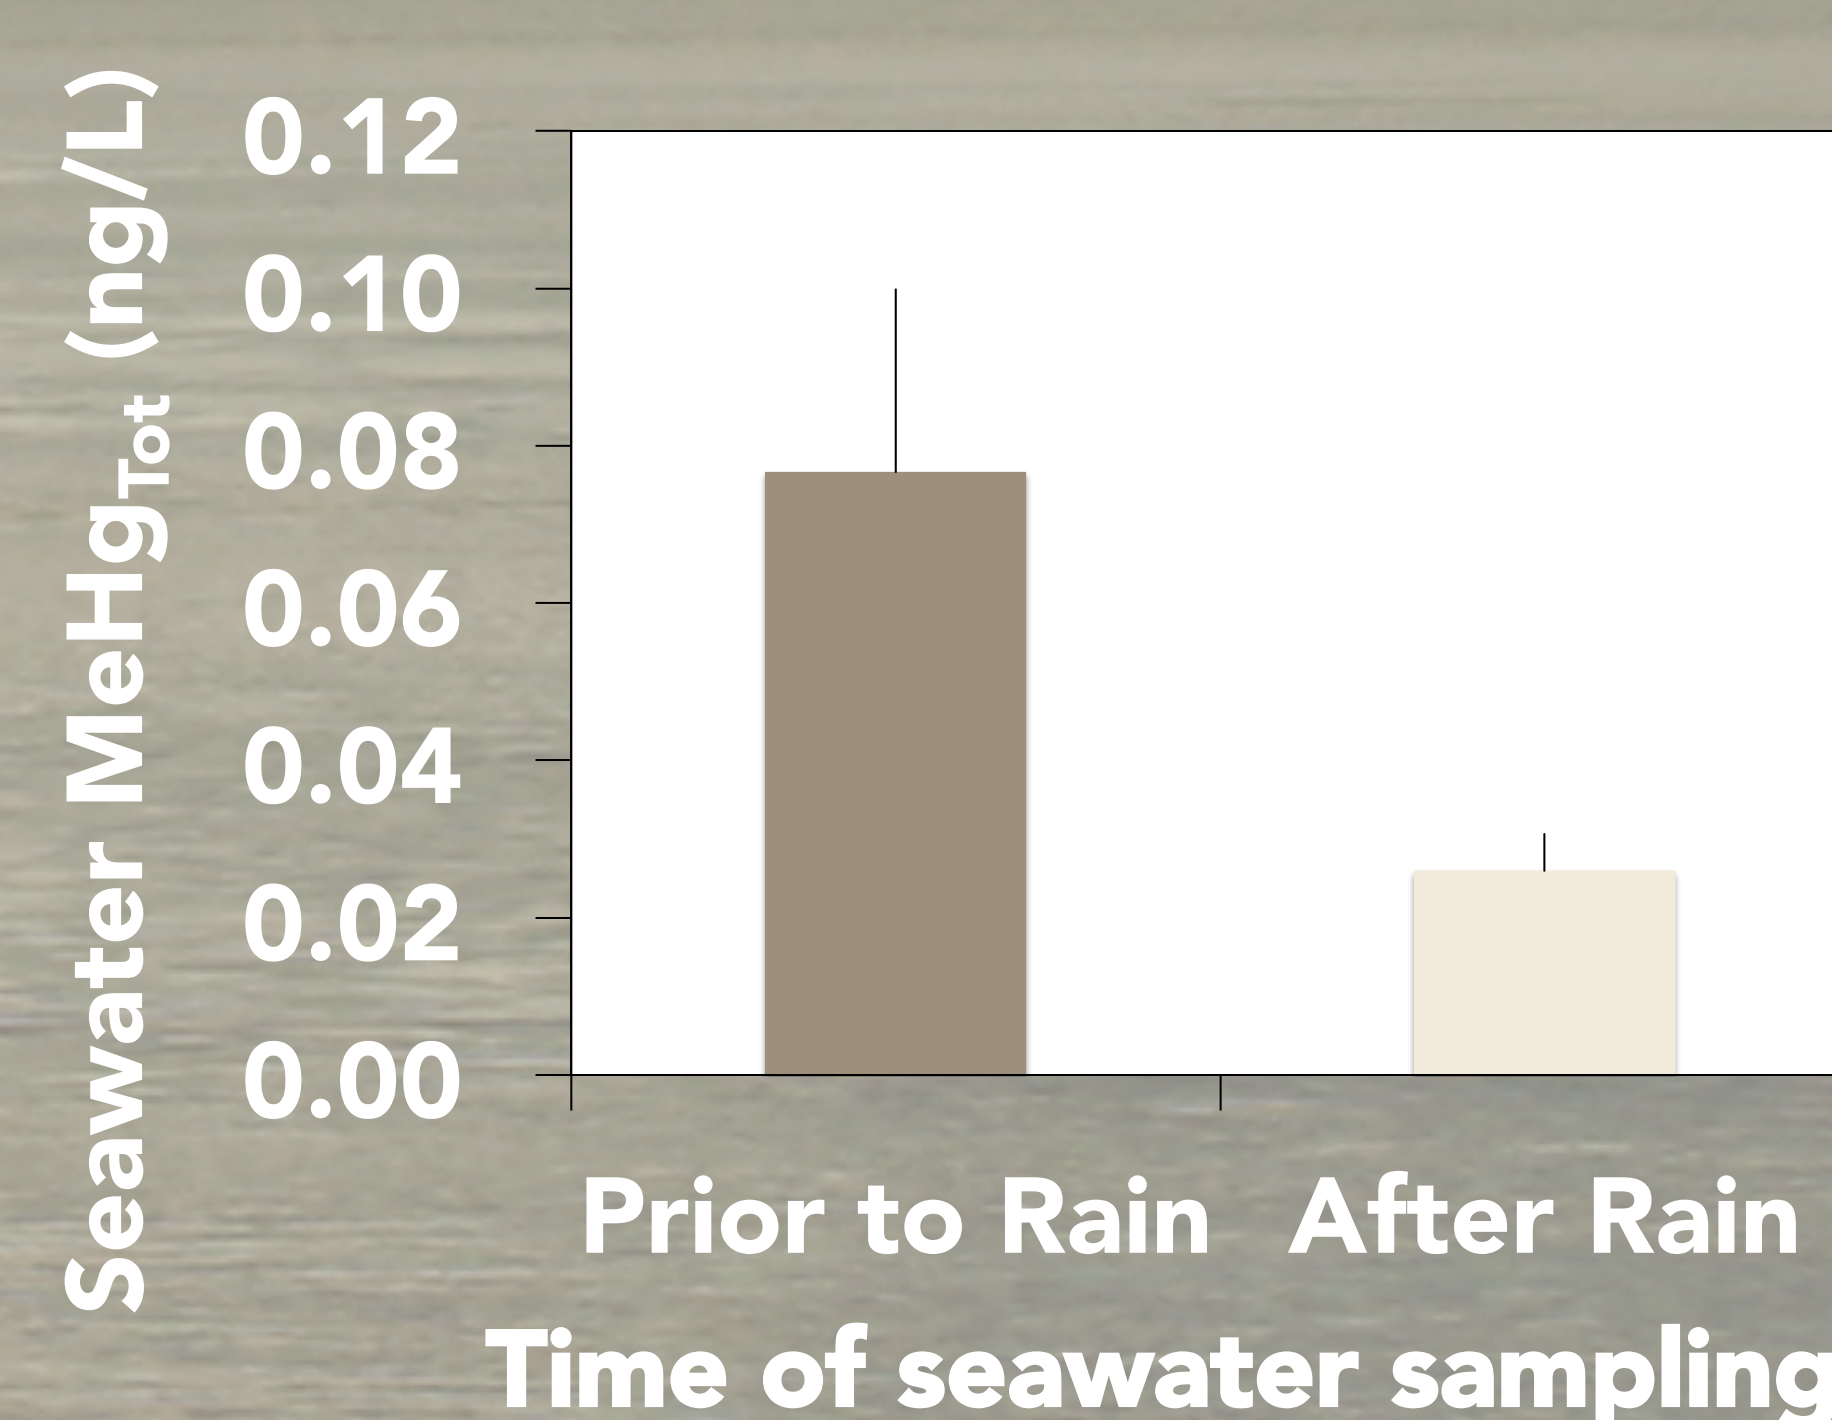 Seawater MeHgTot (ng/L)
0.12
0.10
0.08
0.06
0.04
0.02
0.00
Prior to Rain After Rain
Time of seawater sampling